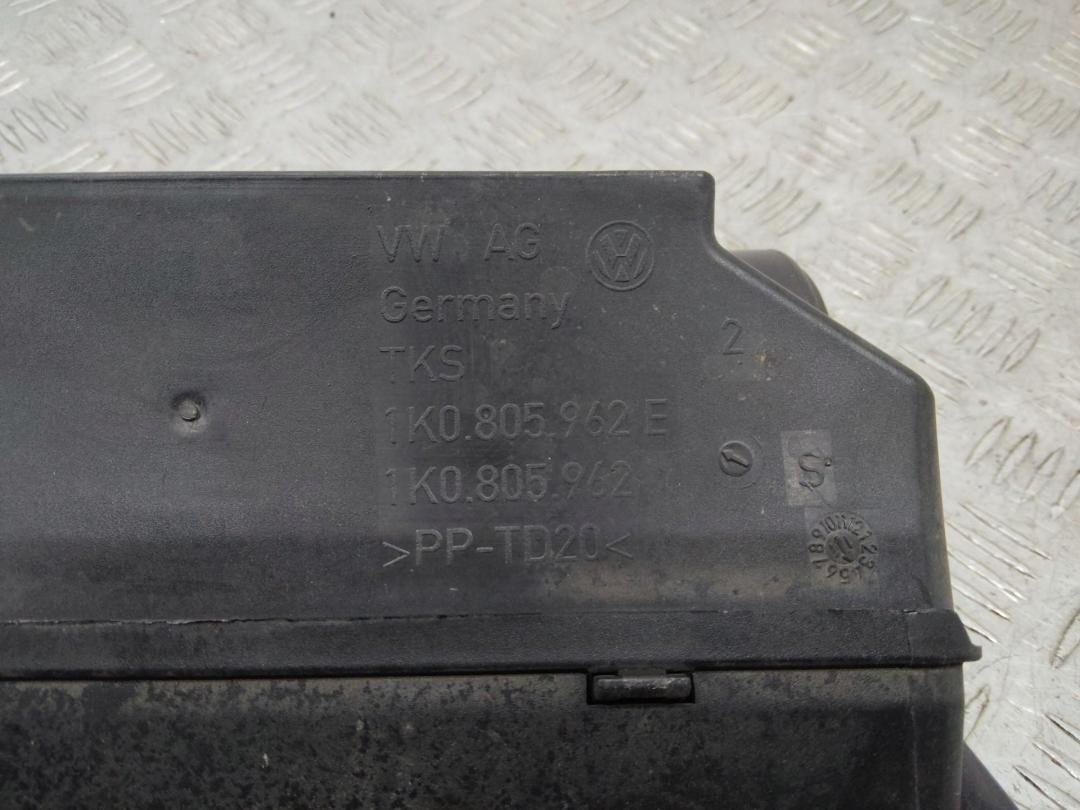 VW AG
Germany
TKS
2
1K0.805.962 E
1K0.805.962
S
>PP-TD20<